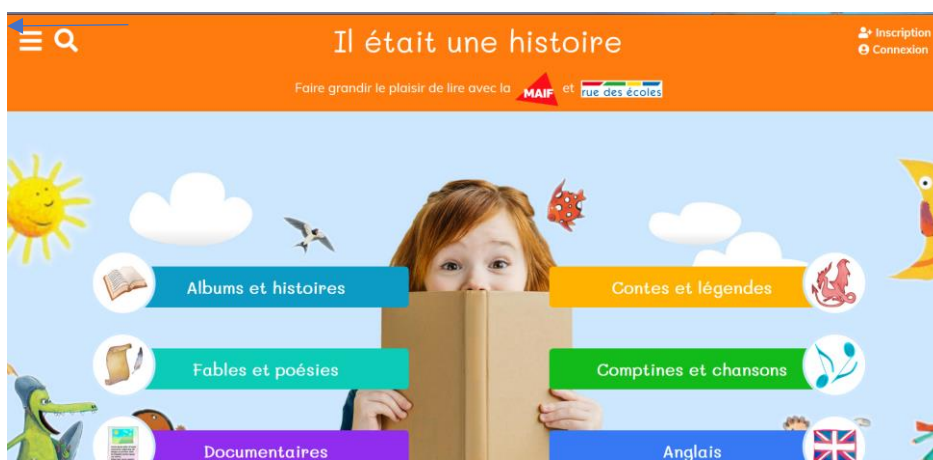 Il était une histoire
Inscription
Connexion
Faire grandir le plaisir de lire avec la MAIF et rue des écoles
Albums et histoires
Contes et légendes
Fables et poésies
Comptines et chansons
Documentaires
Anglais